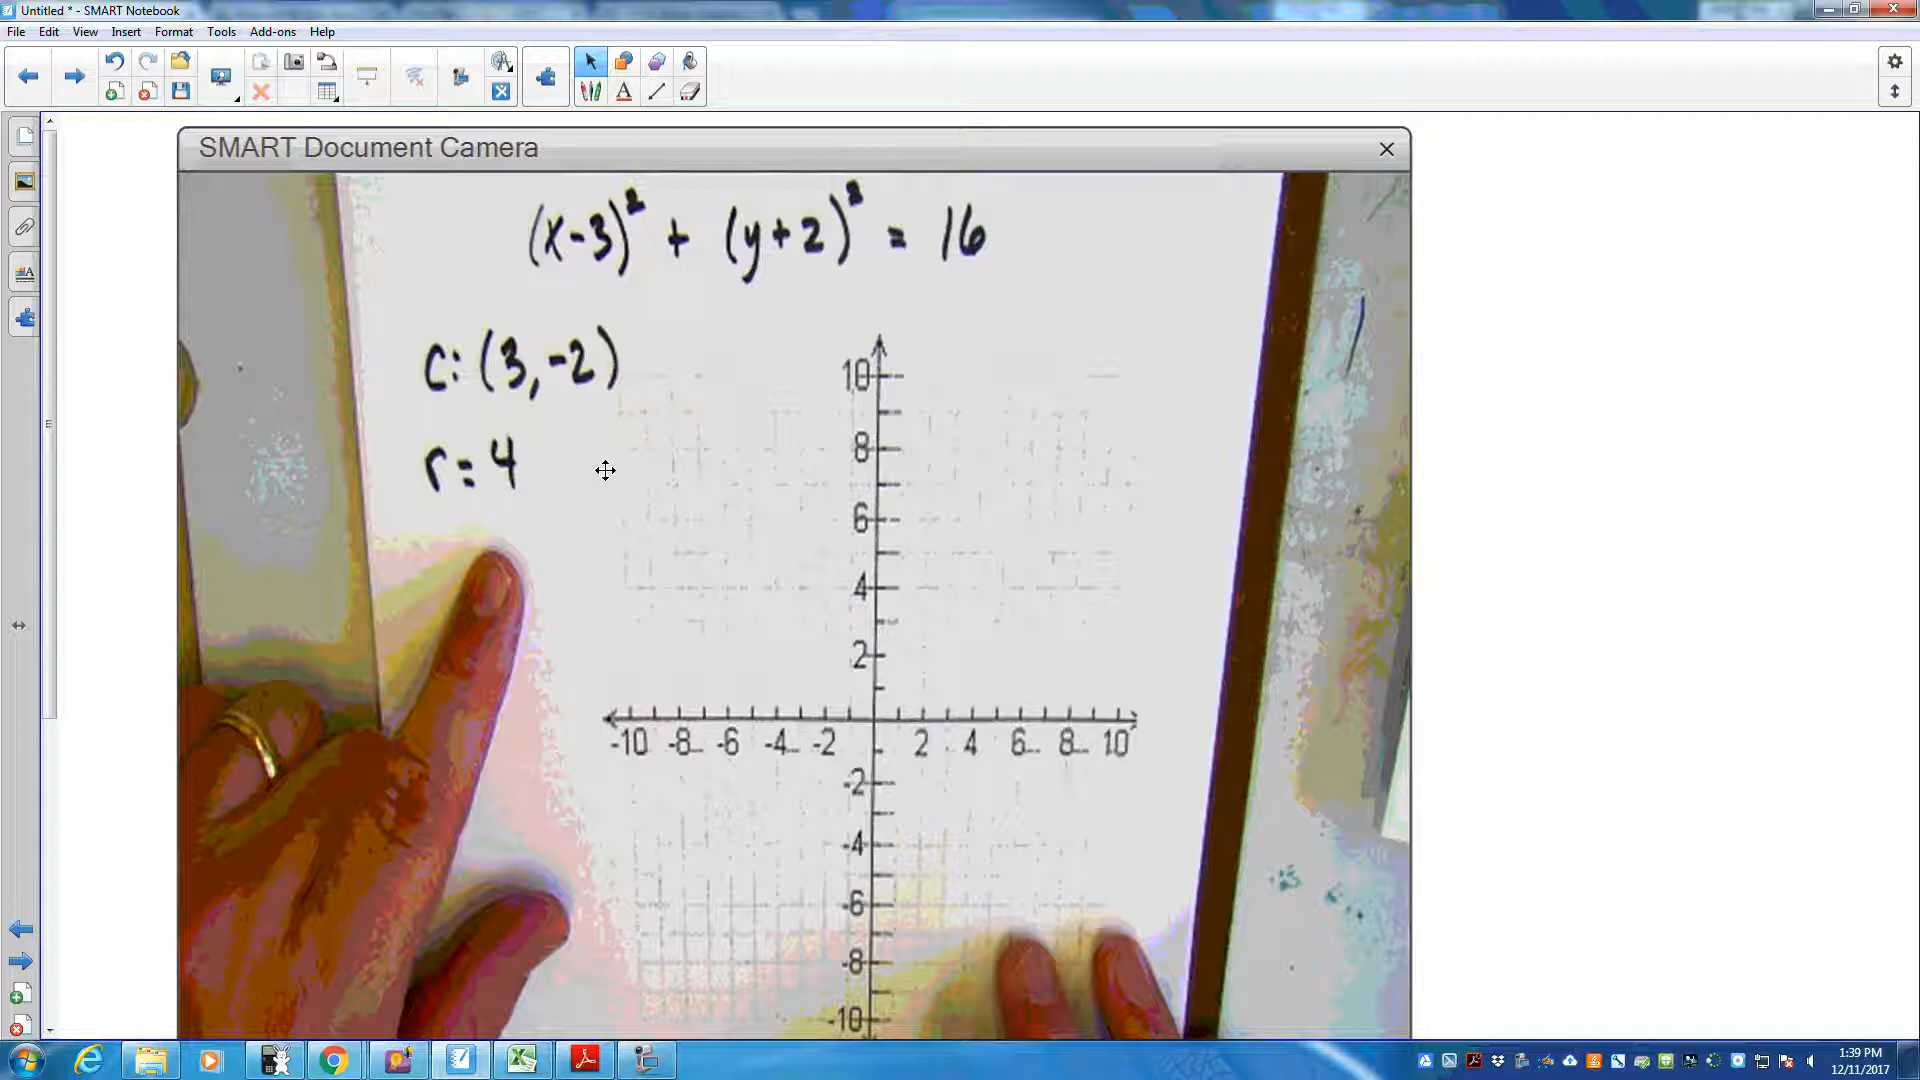 Untitled * - SMART Notebook
File Edit View Insert Format Tools Add-ons Help
SMART Document Camera
(x-3)² + (y+2)² = 16
C: (3,-2)
r = 4
10
8
6
4
2
-10 -8 -6 -4 -2 2 4 6 8 10
-2
-4
-6
-8
-10
1:39 PM
12/11/2017